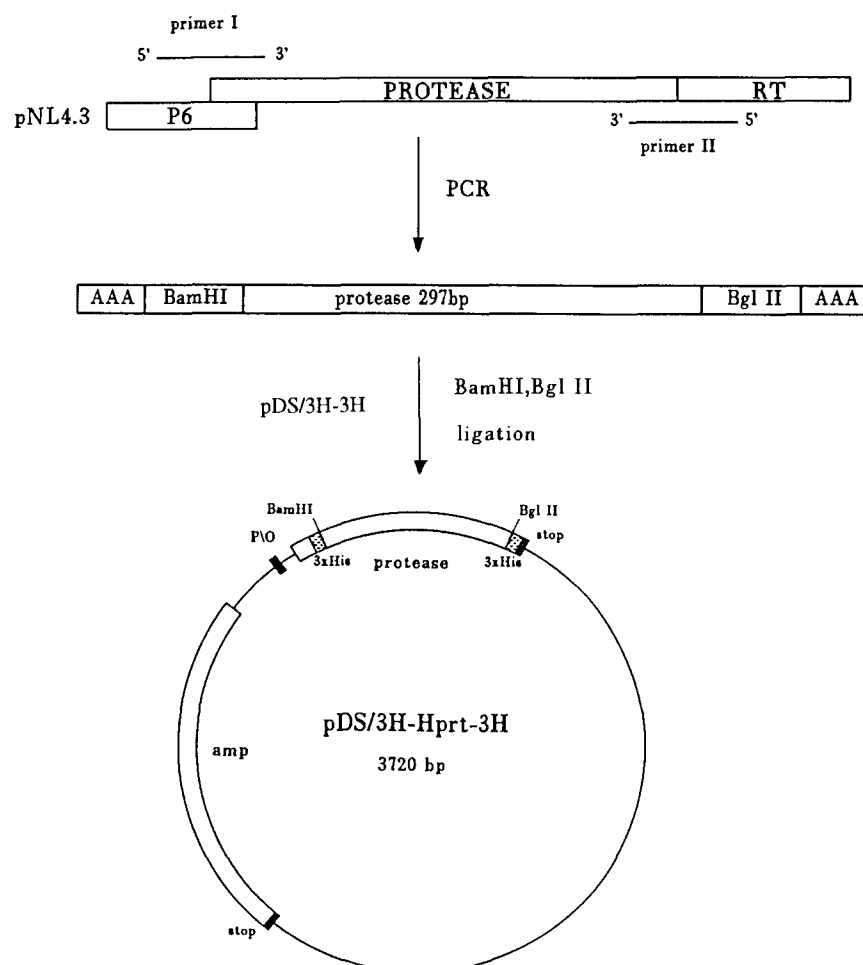 primer I
5' 3'
PROTEASE RT
pNL4.3 P6
3' 5'
primer II
PCR
AAA BamHI protease 297bp Bgl II AAA
pDS/3H-3H BamHI,Bgl II
ligation
BamHI Bgl II
P\O stop
3xHis protease 3xHis
pDS/3H-Hprt-3H
amp
3720 bp
stop